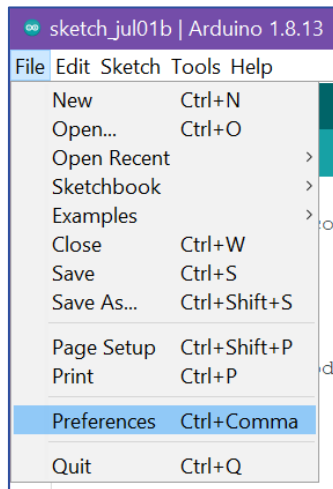 sketch_jul01b | Arduino 1.8.13
File Edit Sketch Tools Help
New Ctrl+N
Open... Ctrl+O
Open Recent >
Sketchbook >
Examples >
Close Ctrl+W
Save Ctrl+S
Save As... Ctrl+Shift+S
Page Setup Ctrl+Shift+P
Print Ctrl+P
Preferences Ctrl+Comma
Quit Ctrl+Q